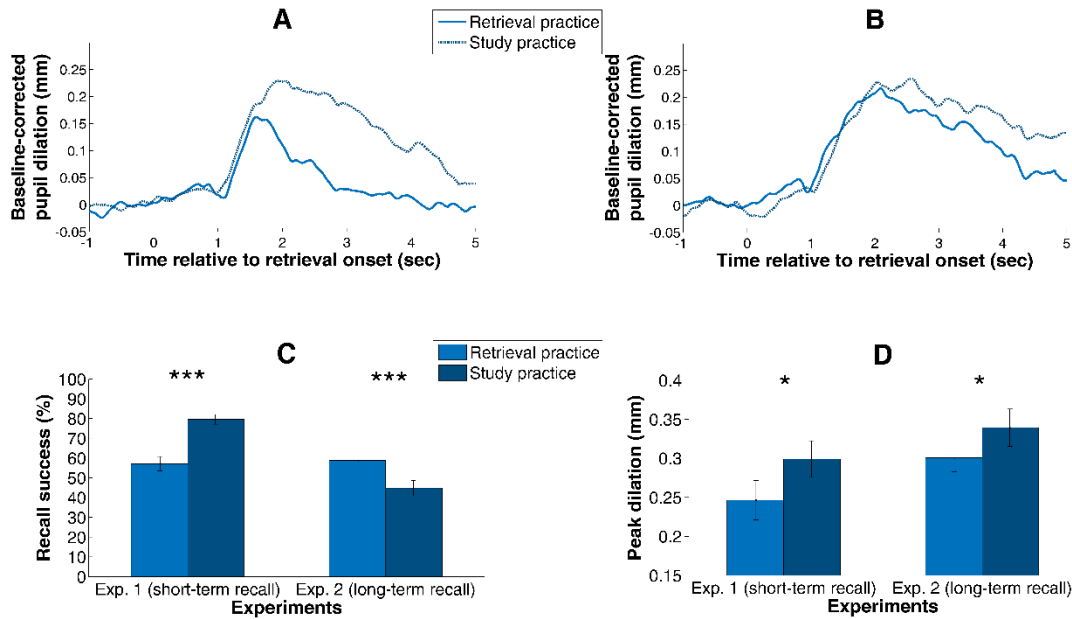 A
Retrieval practice
Study practice
Baseline-corrected
pupil dilation (mm)
0.25
0.2
0.15
0.1
0.05
0
-0.05
-1 0 1 2 3 4 5
Time relative to retrieval onset (sec)
B
Baseline-corrected
pupil dilation (mm)
0.25
0.2
0.15
0.1
0.05
0
-0.05
-1 0 1 2 3 4 5
Time relative to retrieval onset (sec)
C
Retrieval practice
Study practice
*** ***
Recall success (%)
100
90
80
70
60
50
40
30
20
10
0
Exp. 1 (short-term recall) Exp. 2 (long-term recall)
Experiments
D
* *
Peak dilation (mm)
0.4
0.35
0.3
0.25
0.15
Exp. 1 (short-term recall) Exp. 2 (long-term recall)
Experiments